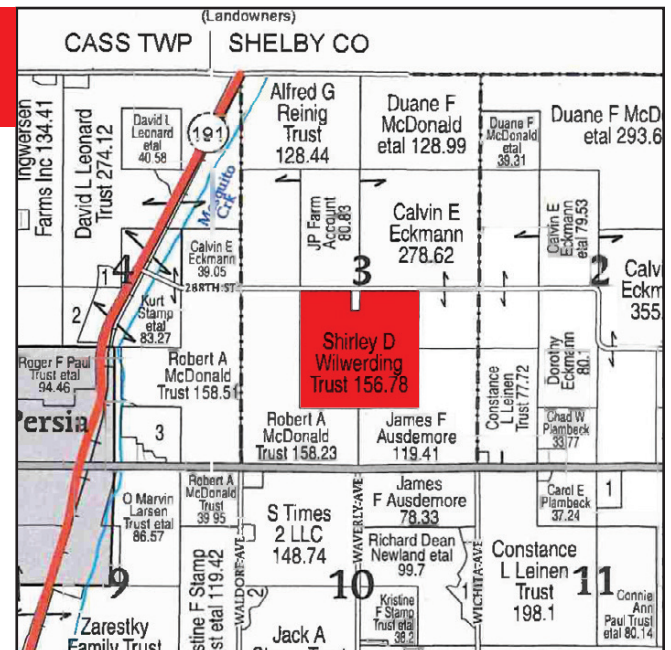 (Landowners)
CASS TWP
SHELBY CO
Ingwersen
Farms Inc 134.41
David L Leonard
Trust 274.12
David L
Leonard
etal
40.58
191
Mosquito
Crk
Alfred G
Reinig
Trust
128.44
Duane F
McDonald
etal 128.99
Duane F
McDonald
etal
39.31
Duane F McD
etal 293.6
JP Farm
Account
80.83
Calvin E
Eckmann
278.62
Calvin E
Eckmann
etal 79.53
Calvin E
Eckmann
39.05
4
3
2
1
2
268TH ST
Calvi
Eckm
355.
Kurt
Stamp
etal
83.27
Shirley D
Wilwerding
Trust 156.78
Roger F Paul
Trust etal
94.46
Robert A
McDonald
Trust 158.51
Dorothy
Eckmann
80.1
Constance
L Leinen
Trust 77.72
Persia
3
Robert A
McDonald
Trust 158.23
James F
Ausdemore
119.41
Chad W
Plambeck
33.77
O Marvin
Larsen
Trust etal
86.57
Robert A
McDonald
Trust
39.95
S Times
2 LLC
148.74
James
F Ausdemore
78.33
Carol E
Plambeck
37.24
1
WALDORF AVE
WAVERLY AVE
WICHITA AVE
Richard Dean
Newland etal
99.7
Constance
L Leinen
Trust
198.1
9
10
11
2
1
stine F Stamp
st etal 119.42
Kristine
F Stamp
Trust etal
38.2
Connie
Ann
Paul Trust
etal 80.14
Zarestky
Family Trust
Jack A